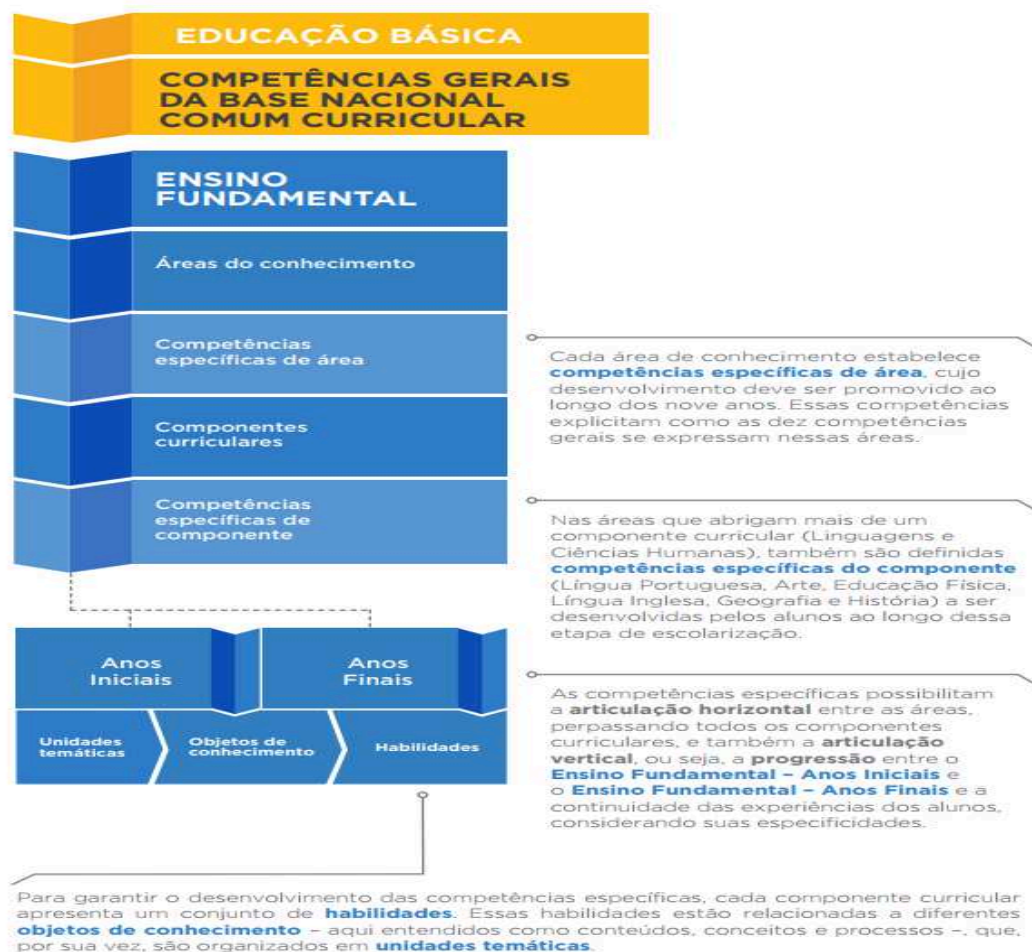 EDUCAÇÃO BÁSICA
COMPETÊNCIAS GERAIS
DA BASE NACIONAL
COMUM CURRICULAR
ENSINO
FUNDAMENTAL
Áreas do conhecimento
Competências
específicas de área
Componentes
curriculares
Competências
específicas de
componente
Cada área de conhecimento estabelece
competências específicas de área, cujo
desenvolvimento deve ser promovido ao
longo dos nove anos. Essas competências
explicitam como as dez competências
gerais se expressam nessas áreas.
Nas áreas que abrigam mais de um
componente curricular (Linguagens e
Ciências Humanas), também são definidas
competências específicas do componente
(Língua Portuguesa, Arte, Educação Física,
Língua Inglesa, Geografia e História) a ser
desenvolvidas pelos alunos ao longo dessa
etapa de escolarização.
Anos
Iniciais
Anos
Finais
Unidades
temáticas
Objetos de
conhecimento
Habilidades
As competências específicas possibilitam
a articulação horizontal entre as áreas,
perpassando todos os componentes
curriculares, e também a articulação
vertical, ou seja, a progressão entre o
Ensino Fundamental – Anos Iniciais e
o Ensino Fundamental – Anos Finais e a
continuidade das experiências dos alunos,
considerando suas especificidades.
Para garantir o desenvolvimento das competências específicas, cada componente curricular
apresenta um conjunto de habilidades. Essas habilidades estão relacionadas a diferentes
objetos de conhecimento – aqui entendidos como conteúdos, conceitos e processos –, que,
por sua vez, são organizados em unidades temáticas.